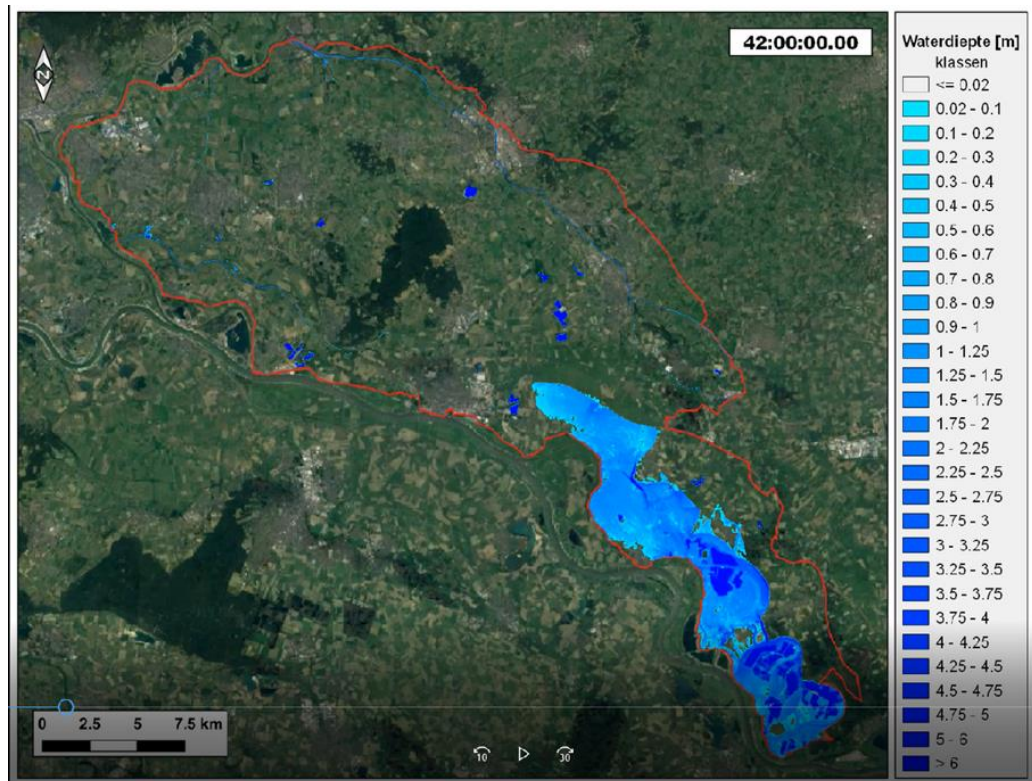 42:00:00.00
N
Waterdiepte [m]
klassen
<= 0.02
0.02 - 0.1
0.1 - 0.2
0.2 - 0.3
0.3 - 0.4
0.4 - 0.5
0.5 - 0.6
0.6 - 0.7
0.7 - 0.8
0.8 - 0.9
0.9 - 1
1 - 1.25
1.25 - 1.5
1.5 - 1.75
1.75 - 2
2 - 2.25
2.25 - 2.5
2.5 - 2.75
2.75 - 3
3 - 3.25
3.25 - 3.5
3.5 - 3.75
3.75 - 4
4 - 4.25
4.25 - 4.5
4.5 - 4.75
4.75 - 5
5 - 6
> 6
0 2.5 5 7.5 km
10 30